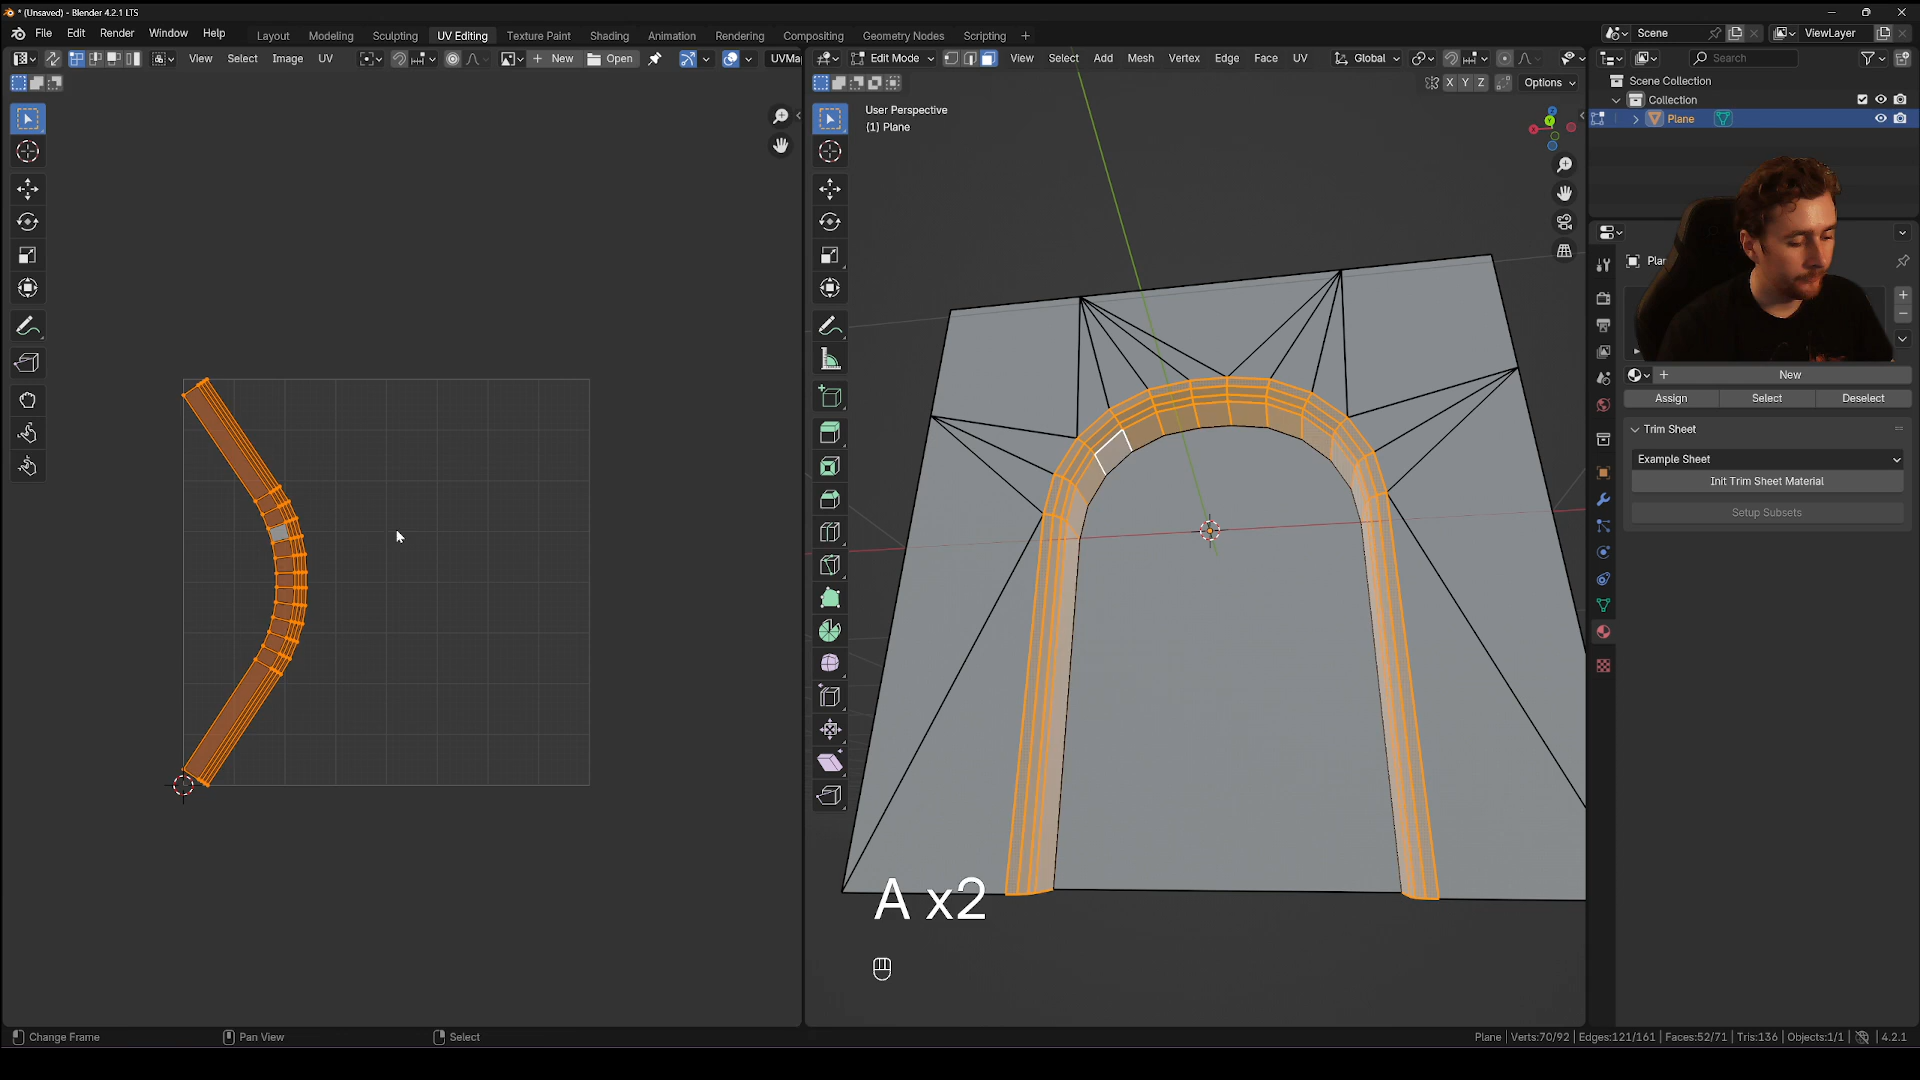 * (Unsaved) - Blender 4.2.1 LTS
File Edit Render Window Help Layout Modeling Sculpting UV Editing Texture Paint Shading Animation Rendering Compositing Geometry Nodes Scripting + Scene ViewLayer
View Select Image UV New Open UVMa Edit Mode View Select Add Mesh Vertex Edge Face UV Global Search
X Y Z Options
Scene Collection
Collection
Plane
User Perspective
(1) Plane
X
Y
Z
Plan
New
Assign Select Deselect
Trim Sheet
Example Sheet
Init Trim Sheet Material
Setup Subsets
A x2
Change Frame Pan View Select Plane | Verts:70/92 | Edges:121/161 | Faces:52/71 | Tris:136 | Objects:1/1 | 4.2.1